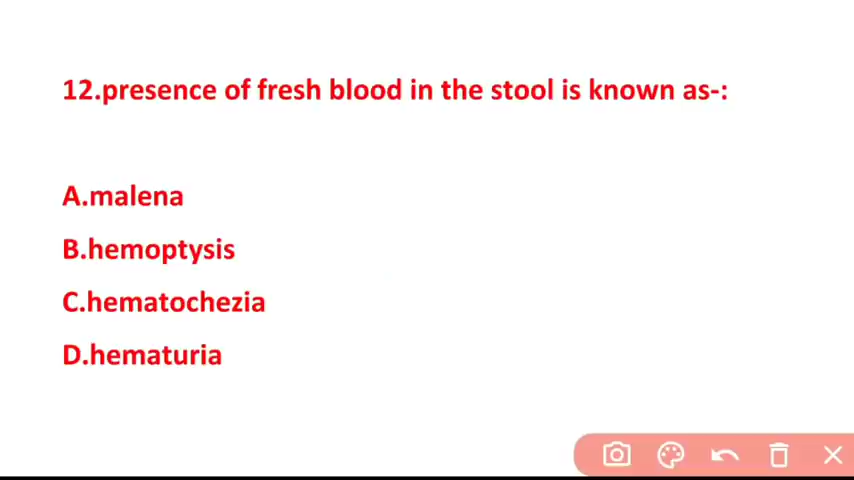 12.presence of fresh blood in the stool is known as-:
A.malena
B.hemoptysis
C.hematochezia
D.hematuria